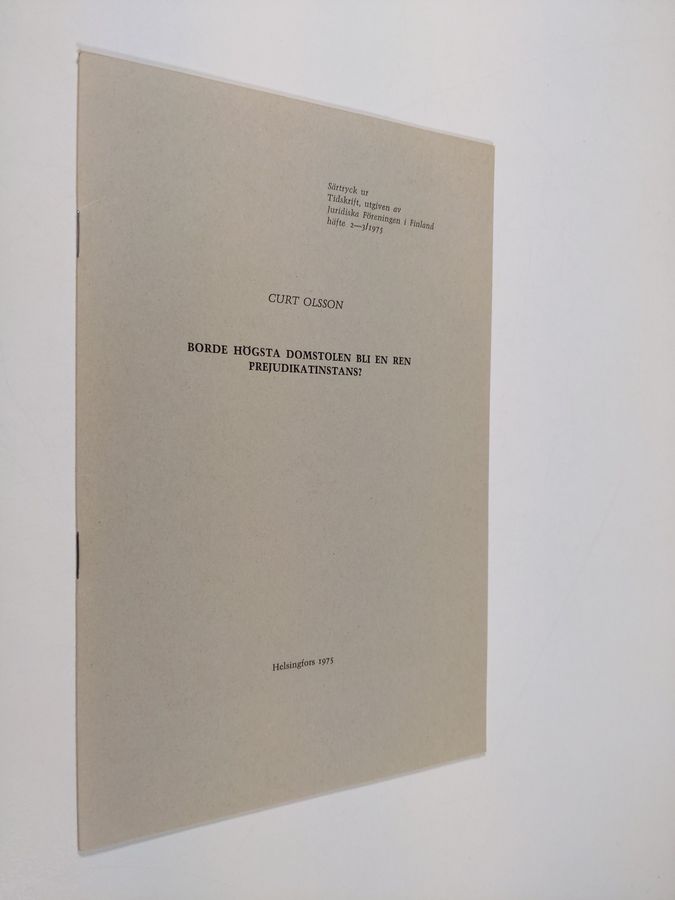 Särtryck ur
Tidskrift, utgiven av
Juridiska Föreningen i Finland
häfte 2—3/1975
CURT OLSSON
BORDE HÖGSTA DOMSTOLEN BLI EN REN
PREJUDIKATINSTANS?
Helsingfors 1975